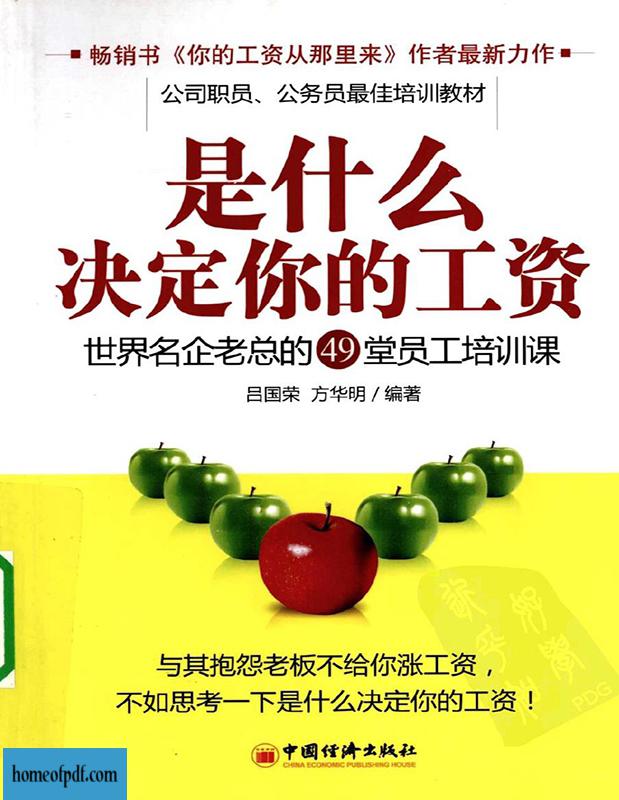 畅销书《你的工资从那里来》作者最新力作
公司职员、公务员最佳培训教材
是什么
决定你的工资
世界名企老总的49堂员工培训课
吕国荣 方华明/编著
与其抱怨老板不给你涨工资，
不如思考一下是什么决定你的工资！
中国经济出版社
CHINA ECONOMIC PUBLISHING HOUSE
PDG
homeofpdf.com